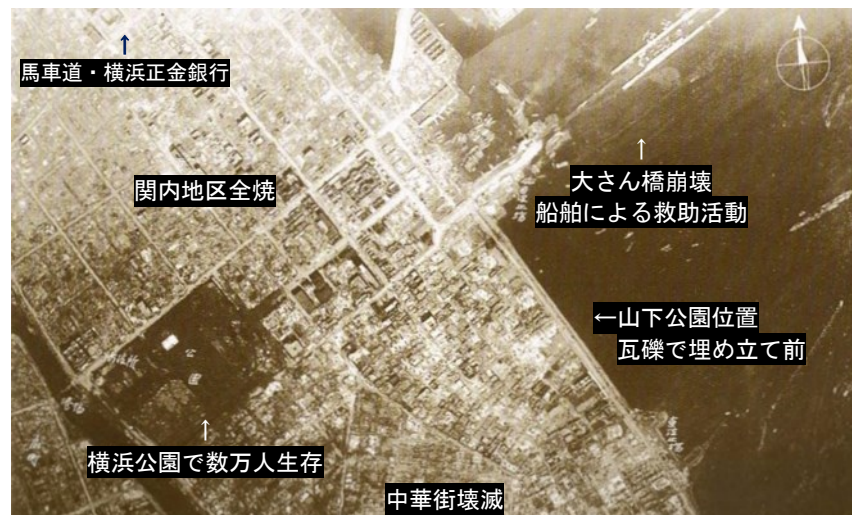 ↑
馬車道・横浜正金銀行
関内地区全焼
↑
大さん橋崩壊
船舶による救助活動
←山下公園位置
瓦礫で埋め立て前
公
園
↑
横浜公園で数万人生存
中華街壊滅